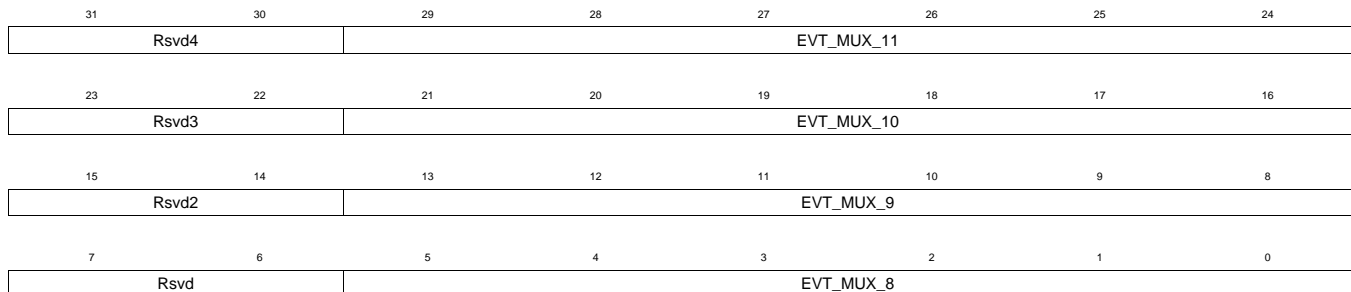 31 30 29 28 27 26 25 24
Rsvd4 EVT_MUX_11
23 22 21 20 19 18 17 16
Rsvd3 EVT_MUX_10
15 14 13 12 11 10 9 8
Rsvd2 EVT_MUX_9
7 6 5 4 3 2 1 0
Rsvd EVT_MUX_8